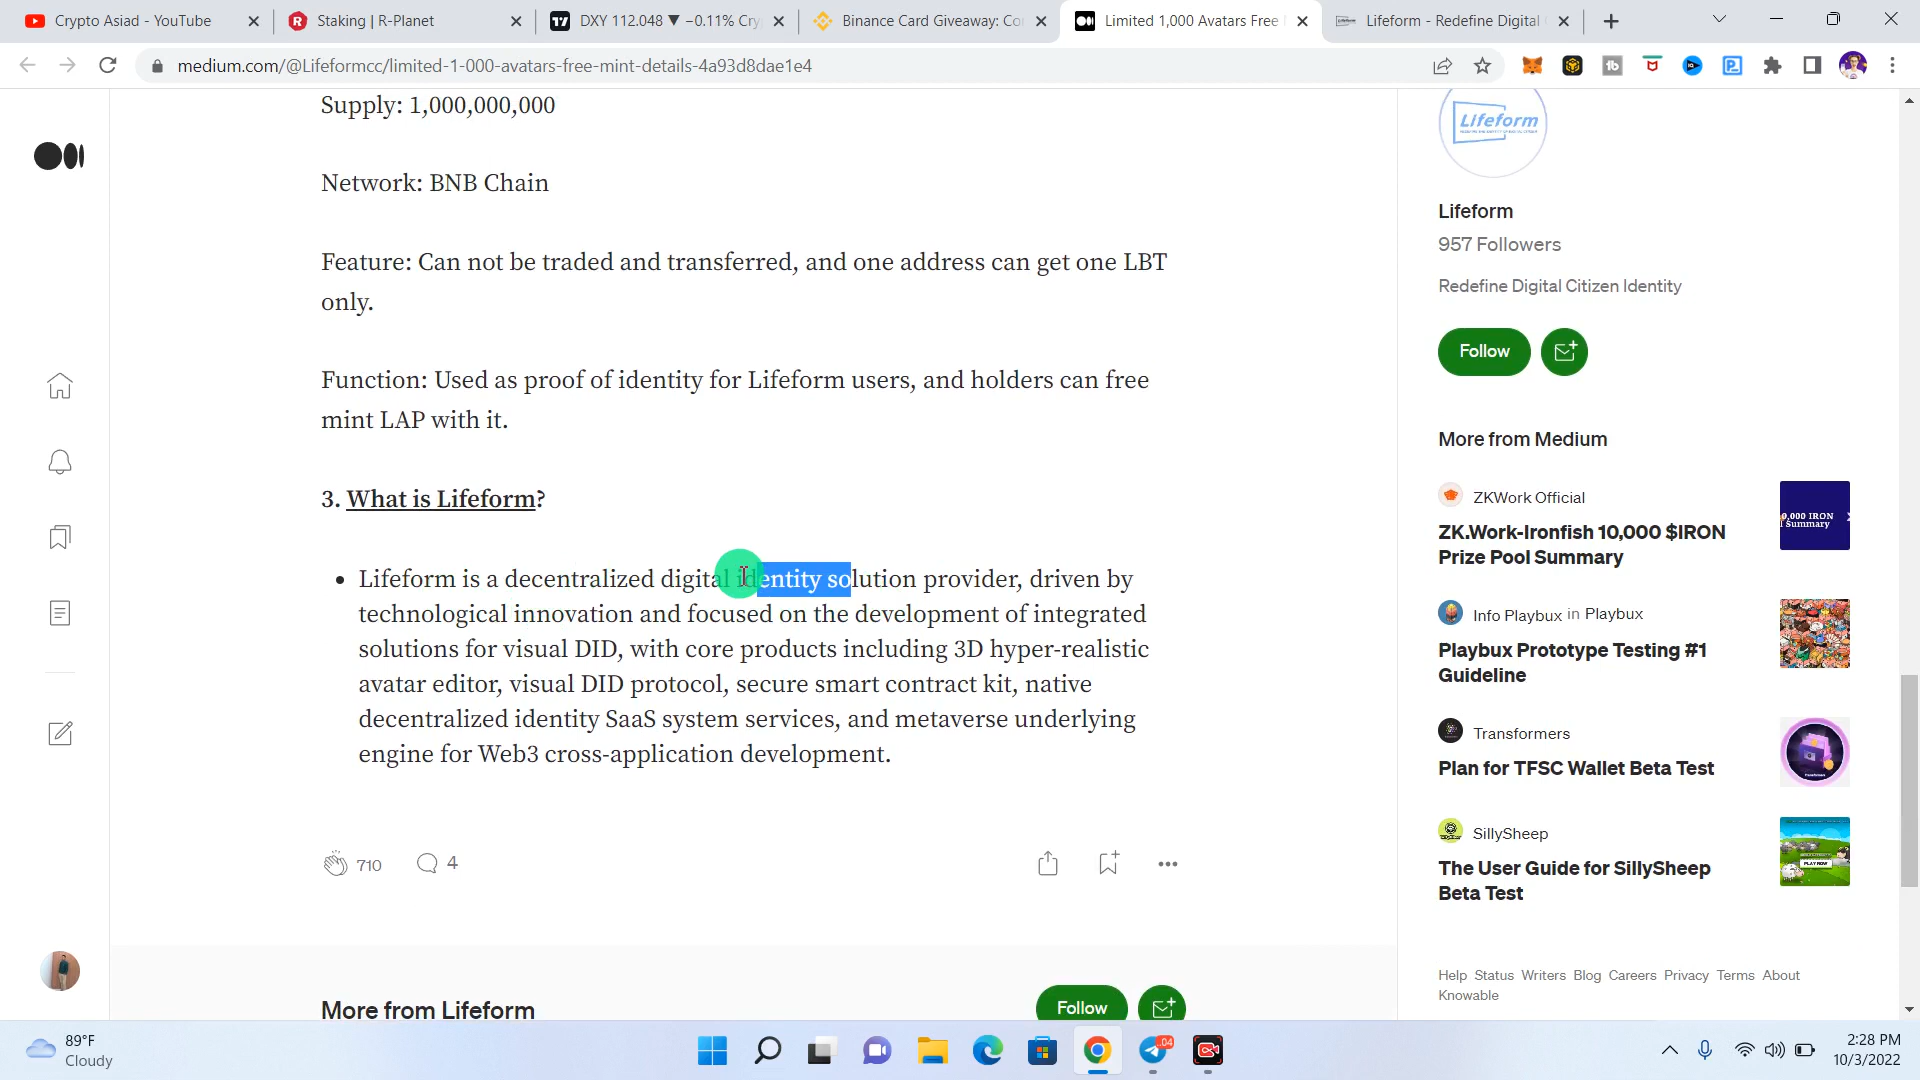 Crypto Asiad - YouTube
Staking | R-Planet
DXY 112.048 ▼ −0.11% Cry
Binance Card Giveaway: Co
Limited 1,000 Avatars Free
Lifeform - Redefine Digital
medium.com/@Lifeformcc/limited-1-000-avatars-free-mint-details-4a93d8dae1e4
Supply: 1,000,000,000
Network: BNB Chain
Feature: Can not be traded and transferred, and one address can get one LBT
only.
Function: Used as proof of identity for Lifeform users, and holders can free
mint LAP with it.
3. What is Lifeform?
• Lifeform is a decentralized digital identity solution provider, driven by
technological innovation and focused on the development of integrated
solutions for visual DID, with core products including 3D hyper-realistic
avatar editor, visual DID protocol, secure smart contract kit, native
decentralized identity SaaS system services, and metaverse underlying
engine for Web3 cross-application development.
710
4
More from Lifeform
Follow
Lifeform
Lifeform
957 Followers
Redefine Digital Citizen Identity
Follow
More from Medium
ZKWork Official
ZK.Work-Ironfish 10,000 $IRON
Prize Pool Summary
Info Playbux in Playbux
Playbux Prototype Testing #1
Guideline
Transformers
Plan for TFSC Wallet Beta Test
SillySheep
The User Guide for SillySheep
Beta Test
PLAY NOW
Help Status Writers Blog Careers Privacy Terms About
Knowable
89°F
Cloudy
04
2:28 PM
10/3/2022